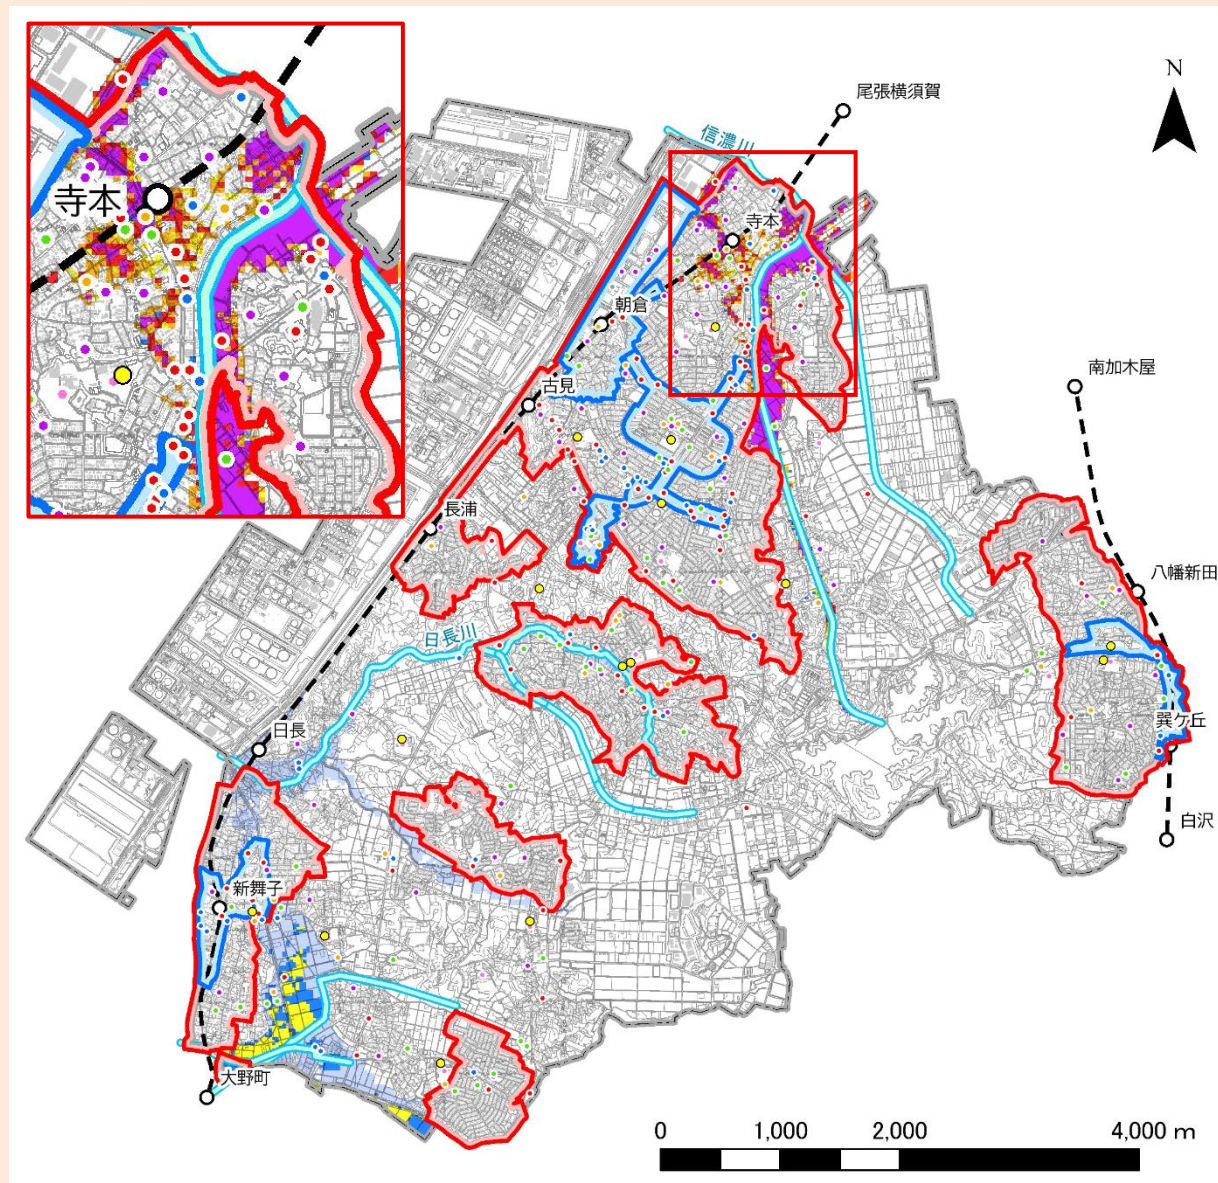 N
尾張横須賀
信濃川
寺本
寺本
朝倉
南加木屋
古見
長浦
八幡新田
日長川
巽ケ丘
日長
白沢
新舞子
大野町
0 1,000 2,000 4,000 m